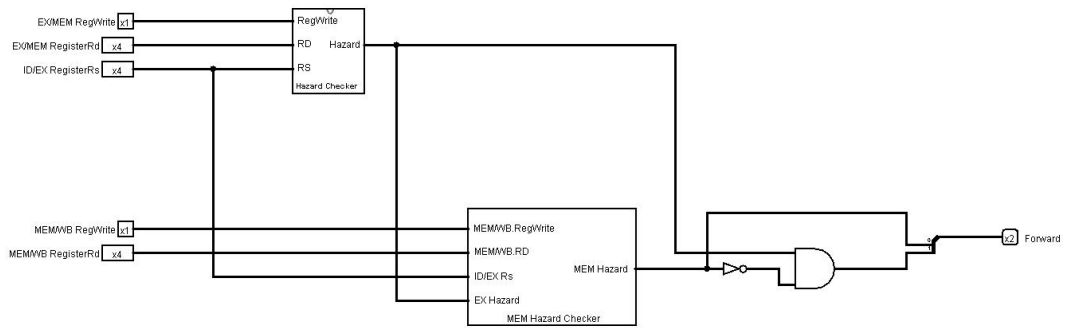 EX/MEM RegWrite x1
EX/MEM RegisterRd x4
ID/EX RegisterRs x4
RegWrite
RD Hazard
RS
Hazard Checker
MEM/WB RegWrite x1
MEM/WB RegisterRd x4
MEM/WB.RegWrite
MEM/WB.RD
ID/EX Rs
MEM Hazard
EX Hazard
MEM Hazard Checker
0
1
x2 Forward